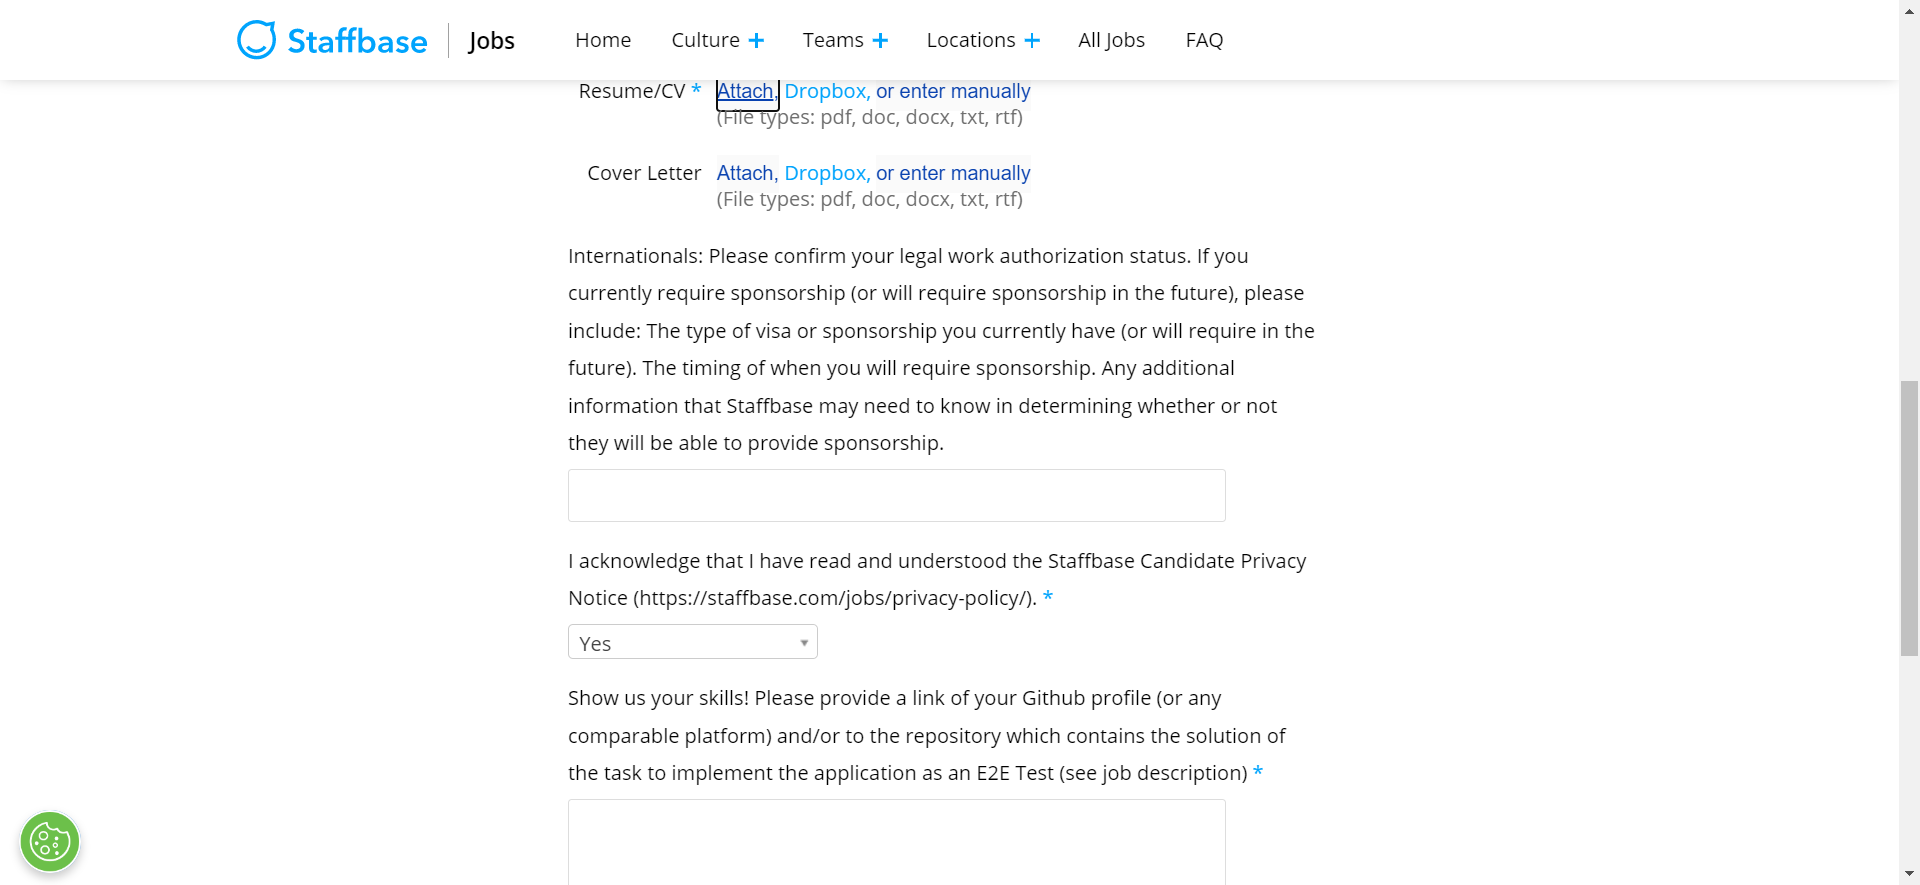 Staffbase Jobs Home Culture + Teams + Locations + All Jobs FAQ
Resume/CV * Attach, Dropbox, or enter manually
(File types: pdf, doc, docx, txt, rtf)
Cover Letter Attach, Dropbox, or enter manually
(File types: pdf, doc, docx, txt, rtf)
Internationals: Please confirm your legal work authorization status. If you
currently require sponsorship (or will require sponsorship in the future), please
include: The type of visa or sponsorship you currently have (or will require in the
future). The timing of when you will require sponsorship. Any additional
information that Staffbase may need to know in determining whether or not
they will be able to provide sponsorship.
I acknowledge that I have read and understood the Staffbase Candidate Privacy
Notice (https://staffbase.com/jobs/privacy-policy/). *
Yes
Show us your skills! Please provide a link of your Github profile (or any
comparable platform) and/or to the repository which contains the solution of
the task to implement the application as an E2E Test (see job description) *